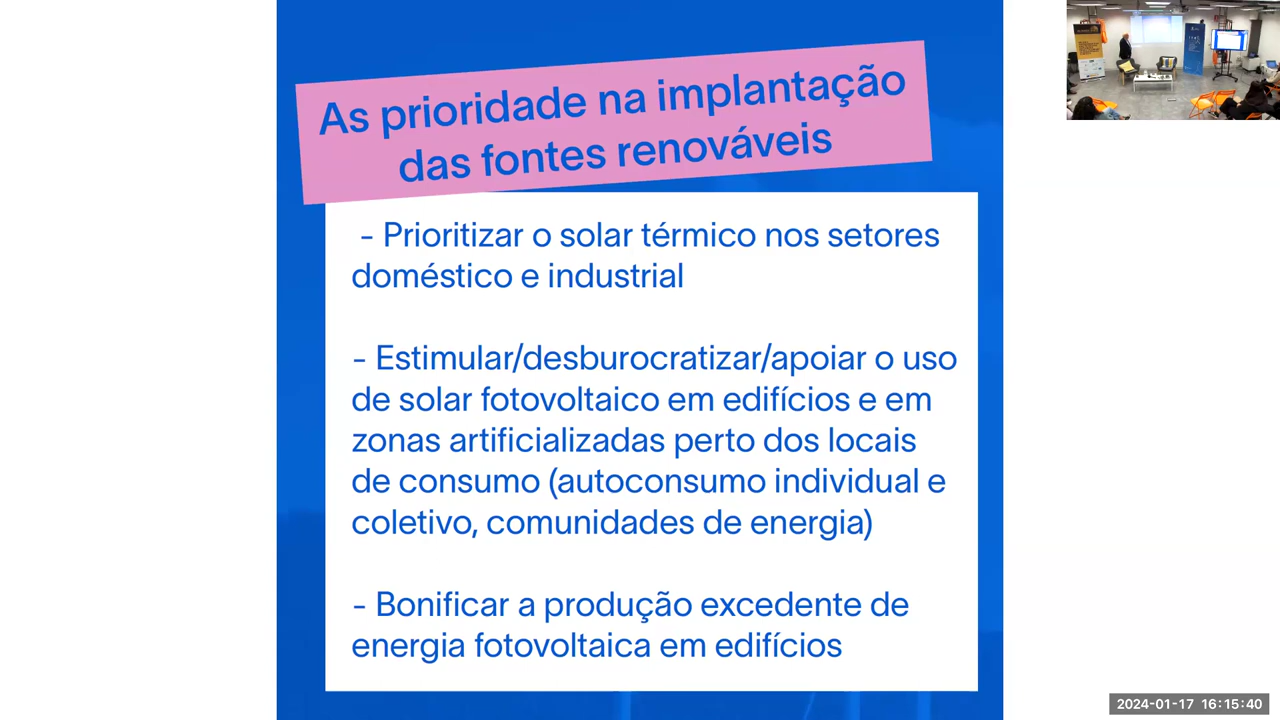 As prioridade na implantação
das fontes renováveis
- Prioritizar o solar térmico nos setores
doméstico e industrial
- Estimular/desburocratizar/apoiar o uso
de solar fotovoltaico em edifícios e em
zonas artificializadas perto dos locais
de consumo (autoconsumo individual e
coletivo, comunidades de energia)
- Bonificar a produção excedente de
energia fotovoltaica em edifícios
2024-01-17 16:15:40